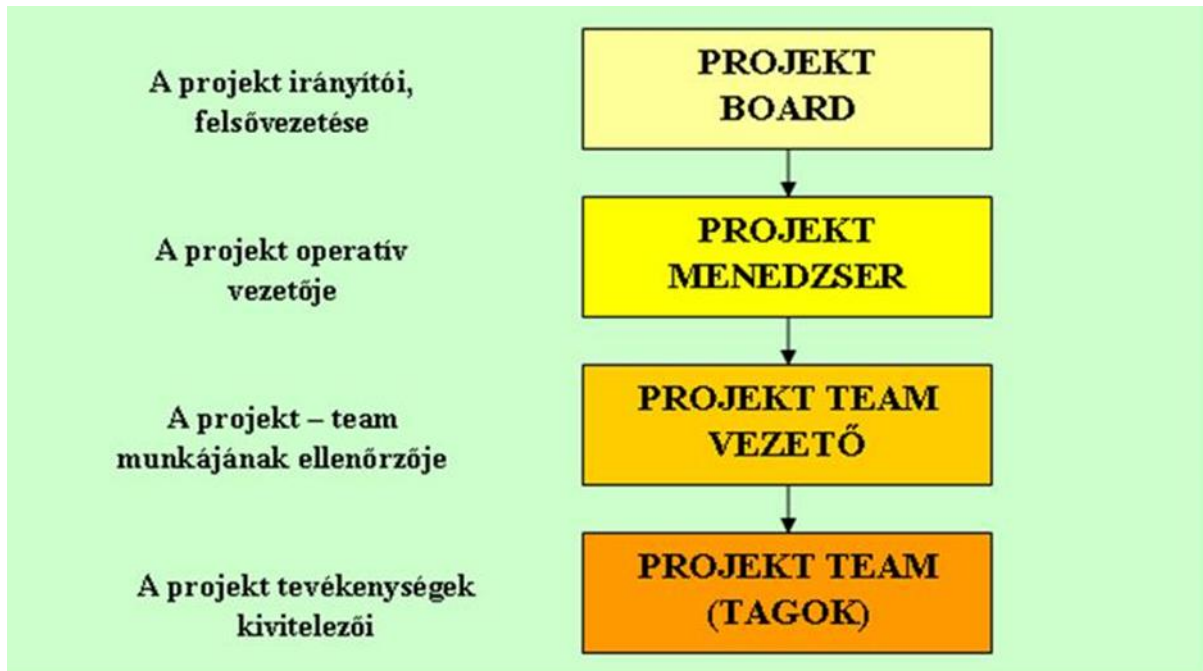 A projekt irányítói,
felsővezetése
PROJEKT
BOARD
A projekt operatív
vezetője
PROJEKT
MENEDZSER
A projekt – team
munkájának ellenőrzője
PROJEKT TEAM
VEZETŐ
A projekt tevékenységek
kivitelezői
PROJEKT TEAM
(TAGOK)